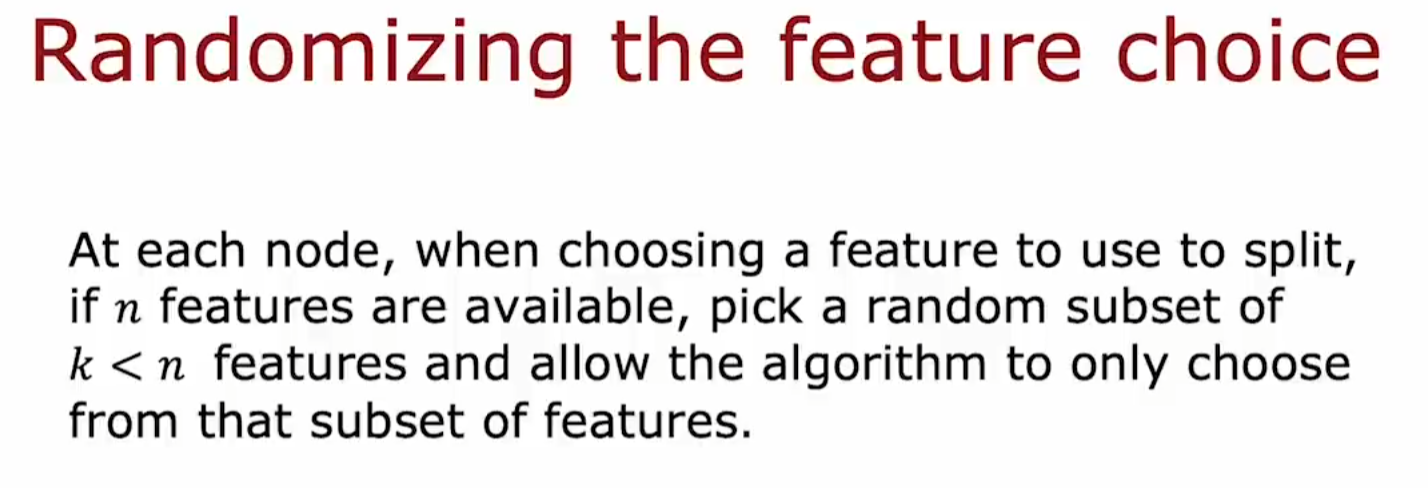 Randomizing the feature choice
At each node, when choosing a feature to use to split,
if n features are available, pick a random subset of
k < n features and allow the algorithm to only choose
from that subset of features.